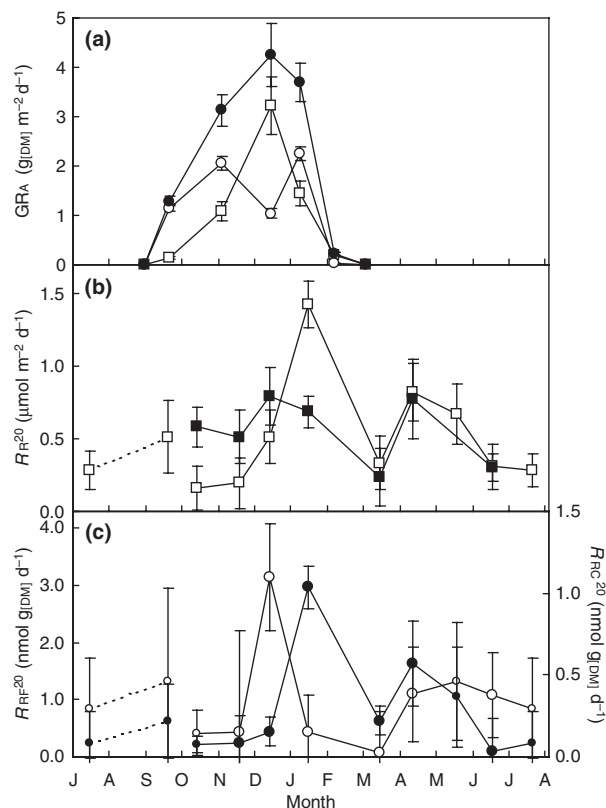 (a)
5
4
3
2
1
0
GRA (g[DM] m⁻² d⁻¹)
(b)
1.5
1.0
0.5
0.0
RR²⁰ (μmol m⁻² d⁻¹)
(c)
4.0
3.0
2.0
1.0
0.0
RRF²⁰ (nmol g[DM] d⁻¹)
1.5
1.0
0.5
0.0
RRC²⁰ (nmol g[DM] d⁻¹)
J A S O N D J F M A M J J A
Month